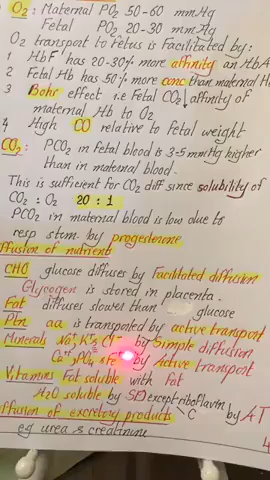 O2: Maternal PO2 50-60 mmHg
Fetal PO2 20-30 mmHg
O2 transport to fetus is facilitated by:
1 HbF has 20-30% more affinity an HbA
2 Fetal Hb has 50% more conc than maternal H
3 Bohr effect i.e Fetal CO2↓ affinity of
maternal Hb to O2
4 High CO relative to fetal weight
CO2: PCO2 in fetal blood is 3-5 mmHg higher
than in maternal blood.
This is sufficient for CO2 diff since solubility of
CO2 : O2 20 : 1
PCO2 in maternal blood is low due to
resp stim. by progesterone
ffusion of nutrients
CHO glucose diffuses by Facilitated diffusion
Glycogen is stored in placenta.
Fat diffuses slower than glucose
Ptn aa is transported by active transport
Minerals Na+, K+ & Cl- by Simple diffusion
Ca++, PO4 & Fe by Active transport
Vitamins Fat soluble with Fat
H2O soluble by SD except riboflavin
C by AT
ffusion of excretory products
eg urea & creatinine
4